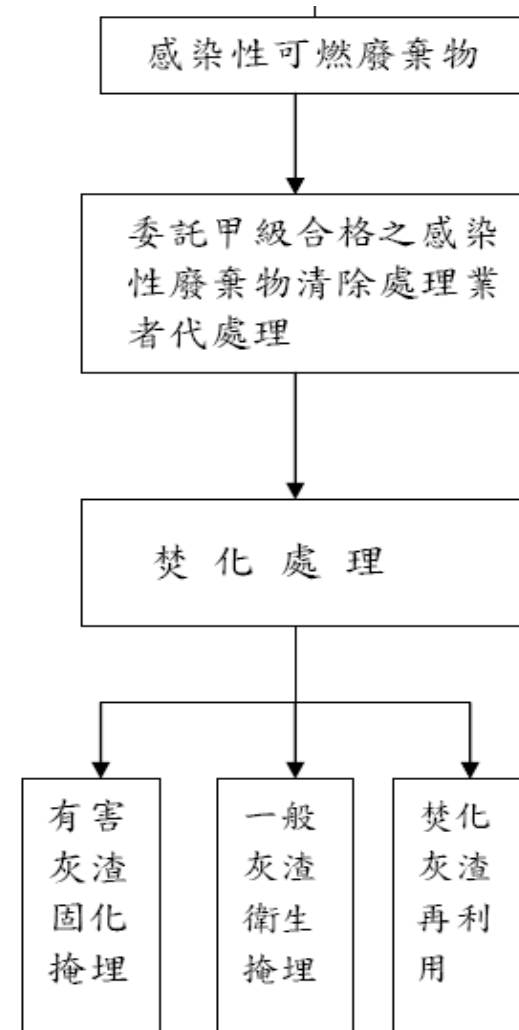 感染性可燃廢棄物
委託甲級合格之感染
性廢棄物清除處理業
者代處理
焚化處理
有害
灰渣
固化
掩埋
一般
灰渣
衛生
掩埋
焚化
灰渣
再利
用